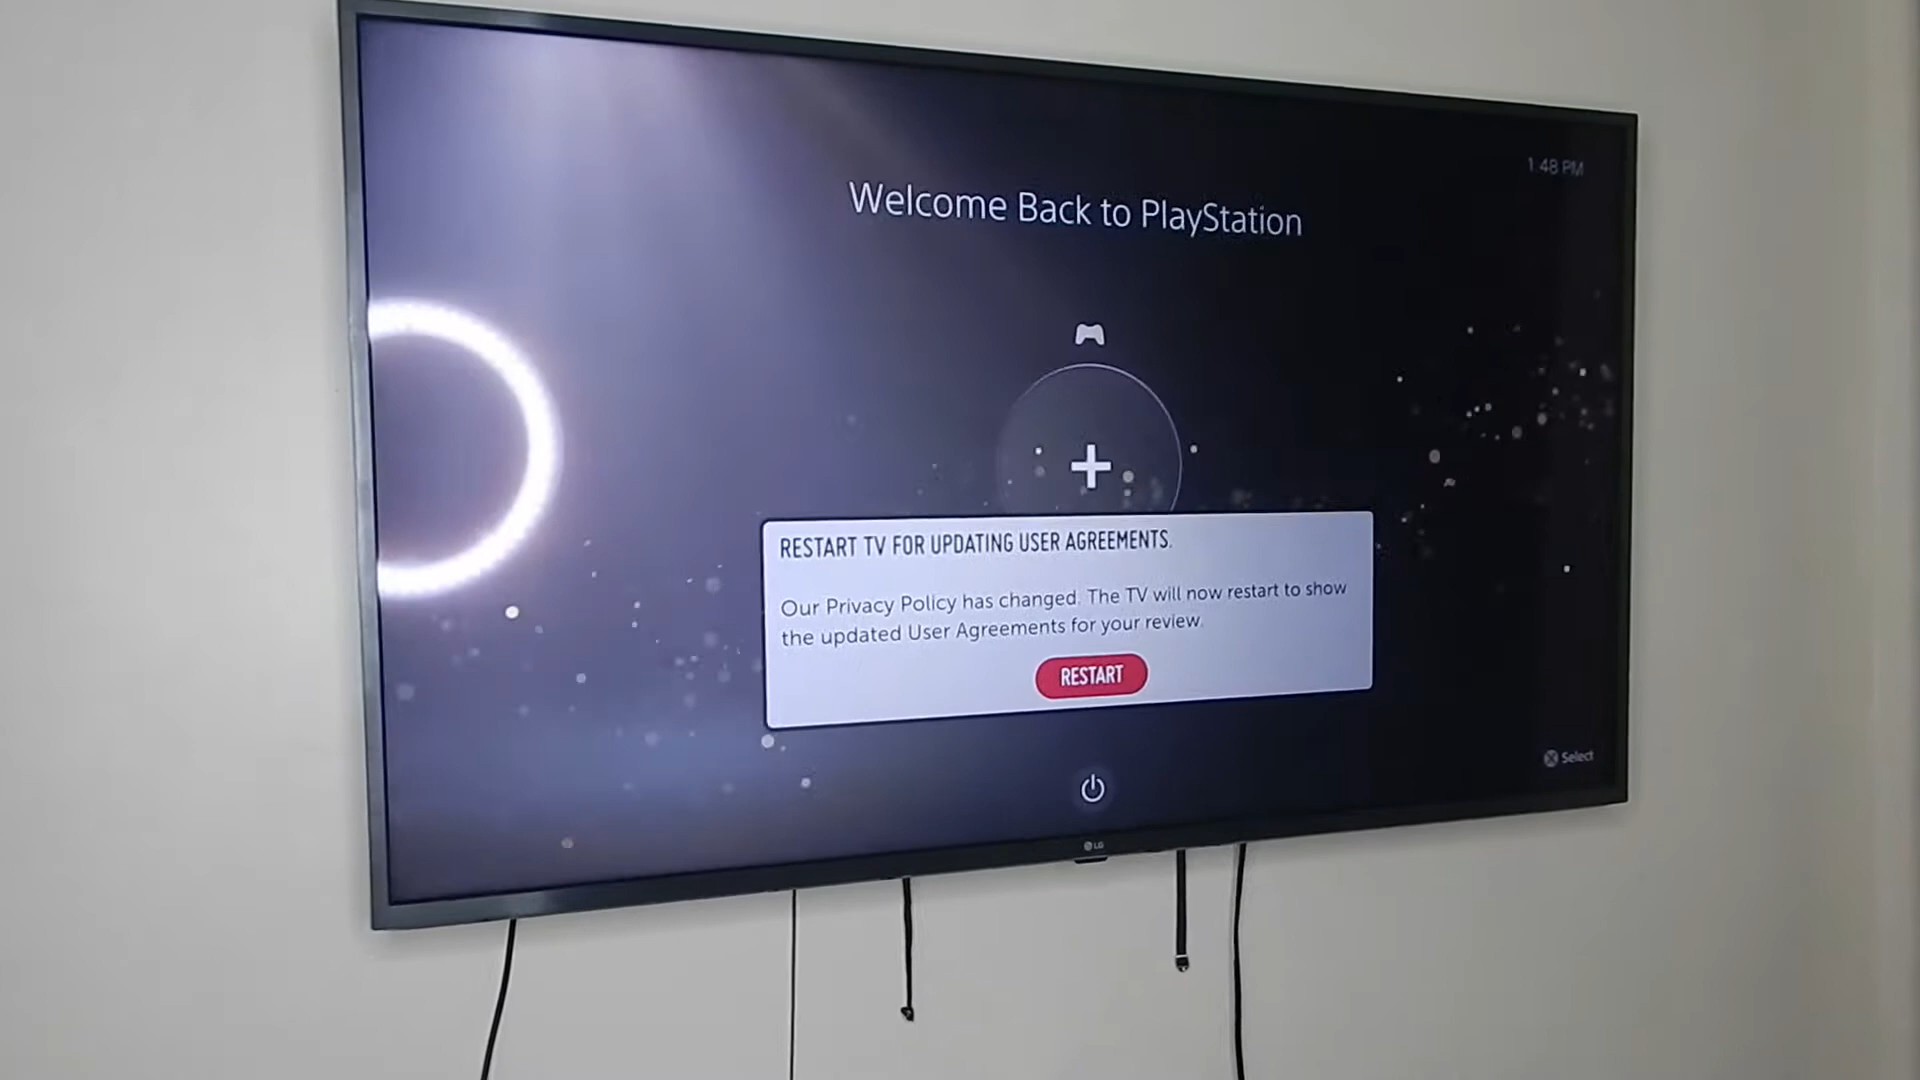 1:48 PM
Welcome Back to PlayStation
RESTART TV FOR UPDATING USER AGREEMENTS.
Our Privacy Policy has changed. The TV will now restart to show
the updated User Agreements for your review.
RESTART
Select
LG